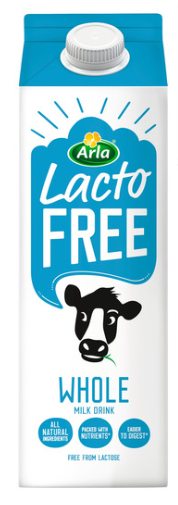 Arla
Lacto
FREE
WHOLE
MILK DRINK
ALL
NATURAL
INGREDIENTS
PACKED WITH
NUTRIENTS*
EASIER
TO DIGEST*
FREE FROM LACTOSE